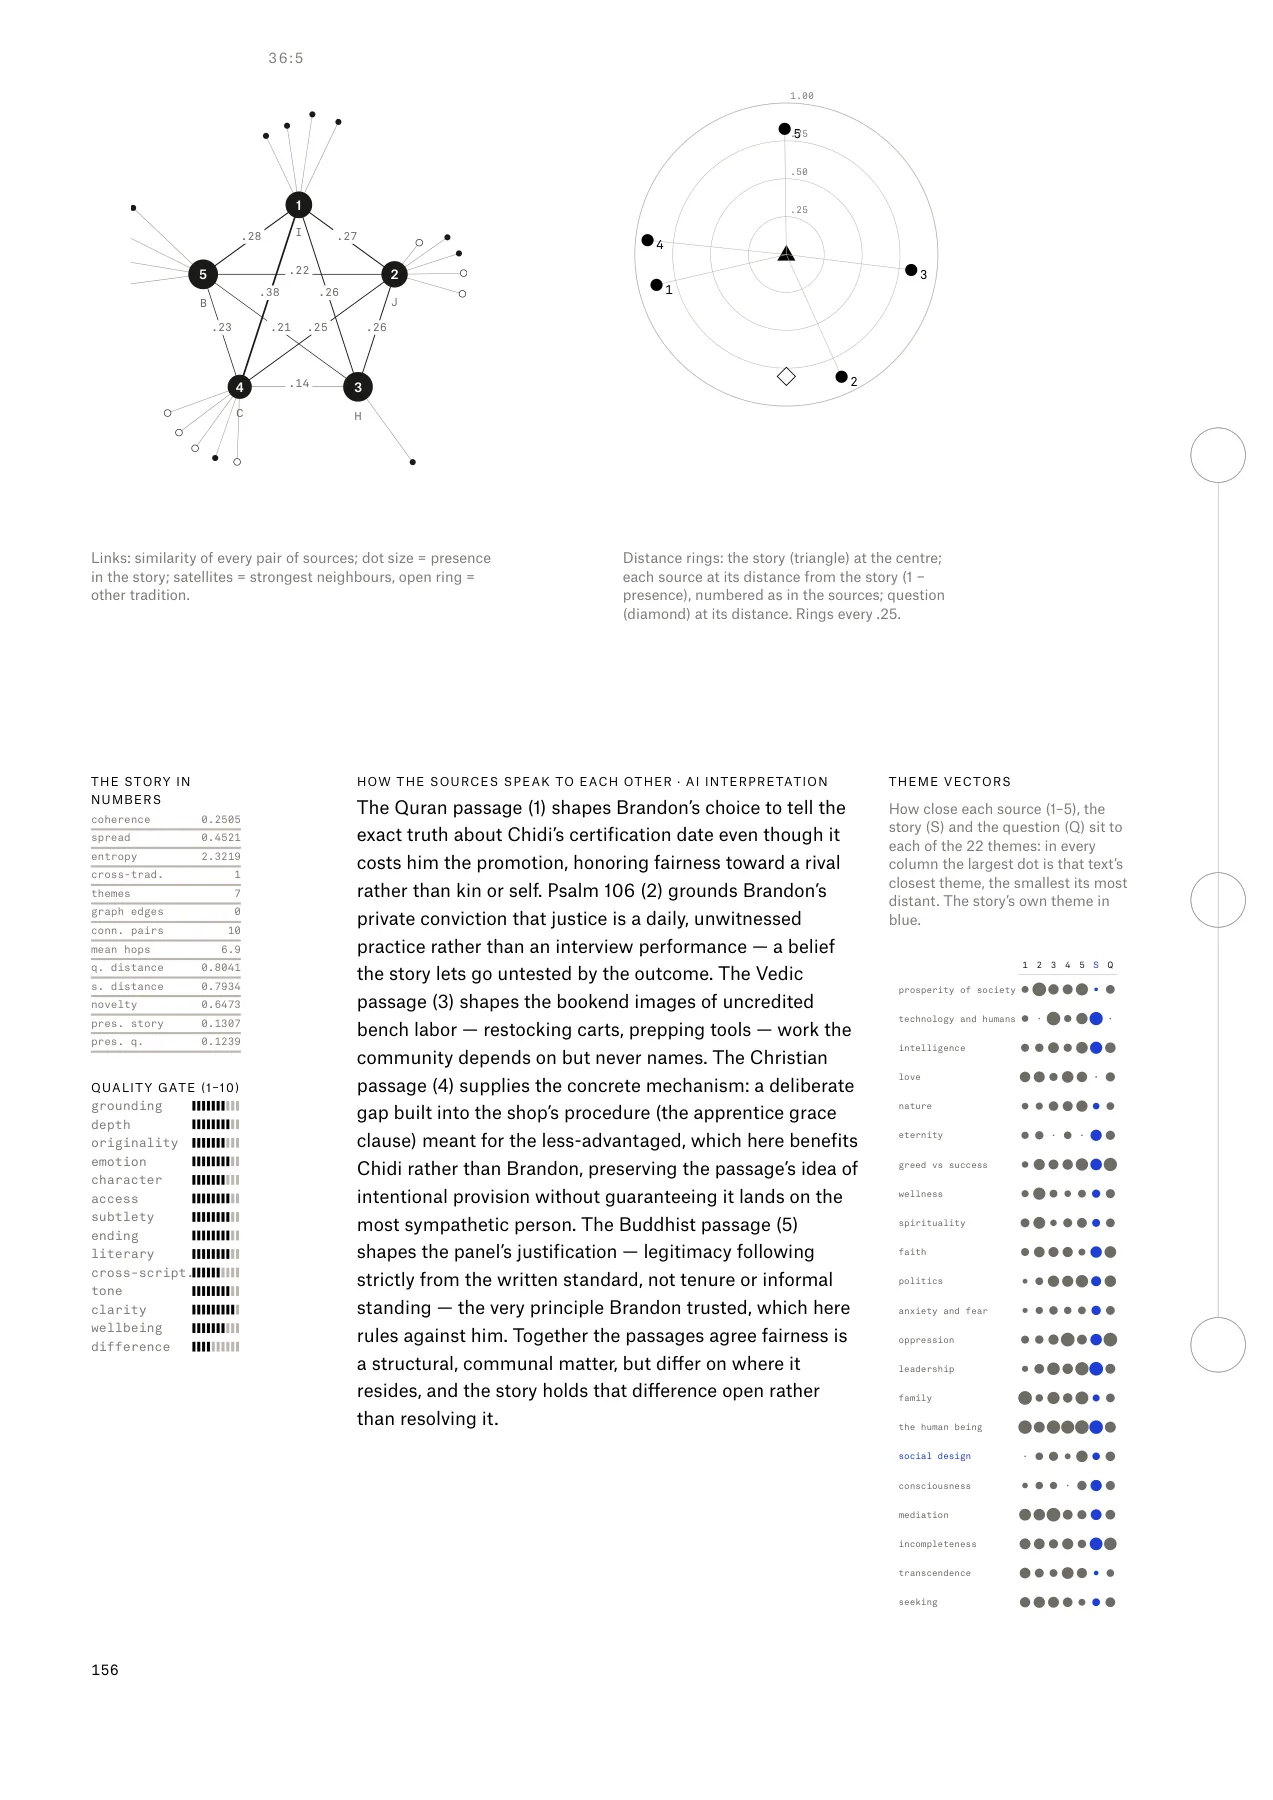 36:5
1
I
.28
.27
5
B
.22
2
J
.38
.26
.23
.21
.25
.26
4
C
.14
3
H
1.00
5
.75
.50
.25
4
3
1
2
Links: similarity of every pair of sources; dot size = presence
in the story; satellites = strongest neighbours, open ring =
other tradition.
Distance rings: the story (triangle) at the centre;
each source at its distance from the story (1 –
presence), numbered as in the sources; question
(diamond) at its distance. Rings every .25.
THE STORY IN
NUMBERS
coherence 0.2505
spread 0.4521
entropy 2.3219
cross-trad. 1
themes 7
graph edges 0
conn. pairs 10
mean hops 6.9
q. distance 0.8041
s. distance 0.7934
novelty 0.6473
pres. story 0.1307
pres. q. 0.1239
QUALITY GATE (1–10)
grounding
depth
originality
emotion
character
access
subtlety
ending
literary
cross-script.
tone
clarity
wellbeing
difference
HOW THE SOURCES SPEAK TO EACH OTHER · AI INTERPRETATION
The Quran passage (1) shapes Brandon’s choice to tell the
exact truth about Chidi’s certification date even though it
costs him the promotion, honoring fairness toward a rival
rather than kin or self. Psalm 106 (2) grounds Brandon’s
private conviction that justice is a daily, unwitnessed
practice rather than an interview performance — a belief
the story lets go untested by the outcome. The Vedic
passage (3) shapes the bookend images of uncredited
bench labor — restocking carts, prepping tools — work the
community depends on but never names. The Christian
passage (4) supplies the concrete mechanism: a deliberate
gap built into the shop’s procedure (the apprentice grace
clause) meant for the less-advantaged, which here benefits
Chidi rather than Brandon, preserving the passage’s idea of
intentional provision without guaranteeing it lands on the
most sympathetic person. The Buddhist passage (5)
shapes the panel’s justification — legitimacy following
strictly from the written standard, not tenure or informal
standing — the very principle Brandon trusted, which here
rules against him. Together the passages agree fairness is
a structural, communal matter, but differ on where it
resides, and the story holds that difference open rather
than resolving it.
THEME VECTORS
How close each source (1–5), the
story (S) and the question (Q) sit to
each of the 22 themes: in every
column the largest dot is that text’s
closest theme, the smallest its most
distant. The story’s own theme in
blue.
1 2 3 4 5 S Q
prosperity of society
technology and humans
intelligence
love
nature
eternity
greed vs success
wellness
spirituality
faith
politics
anxiety and fear
oppression
leadership
family
the human being
social design
consciousness
mediation
incompleteness
transcendence
seeking
156